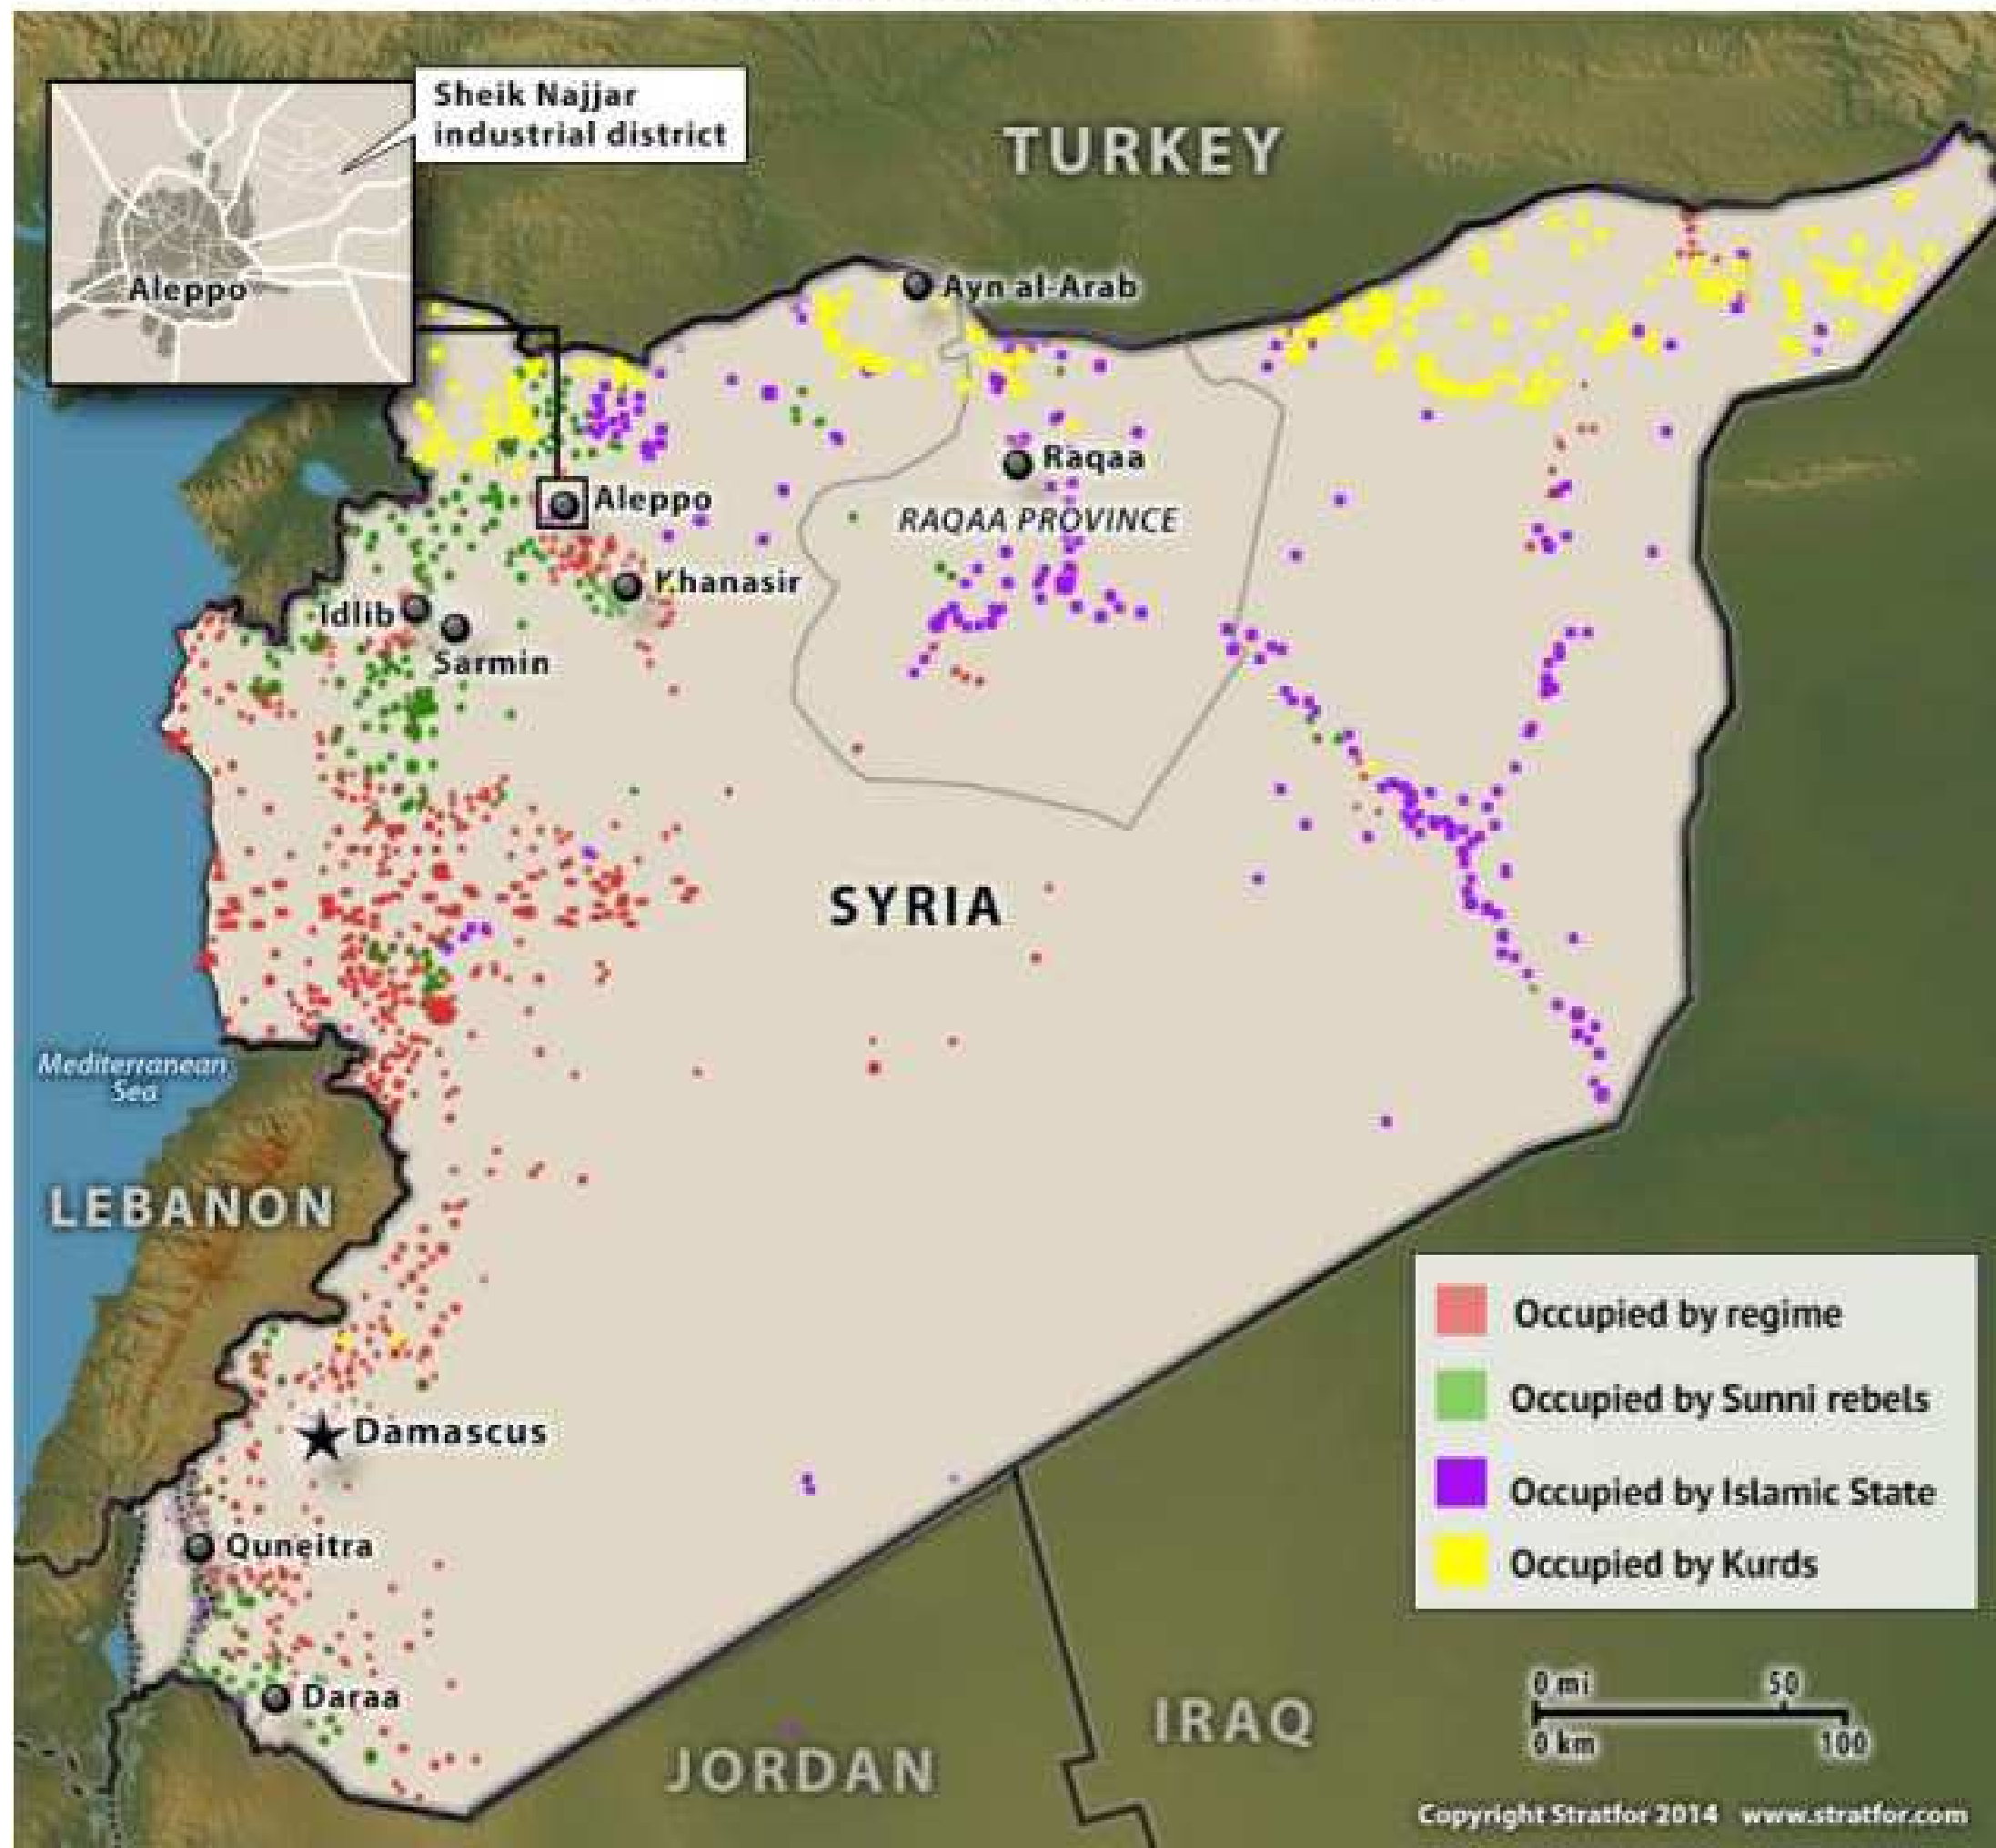 Sheik Najjar
industrial district
TURKEY
Aleppo
Ayn al-Arab
Raqaa
Aleppo
RAQAA PROVINCE
Khanasir
Idlib
Sarmin
SYRIA
Mediterranean
Sea
LEBANON
Occupied by regime
Occupied by Sunni rebels
Damascus
Occupied by Islamic State
Quneitra
Occupied by Kurds
0 mi 50
Daraa
0 km 100
IRAQ
JORDAN
Copyright Stratfor 2014 www.stratfor.com